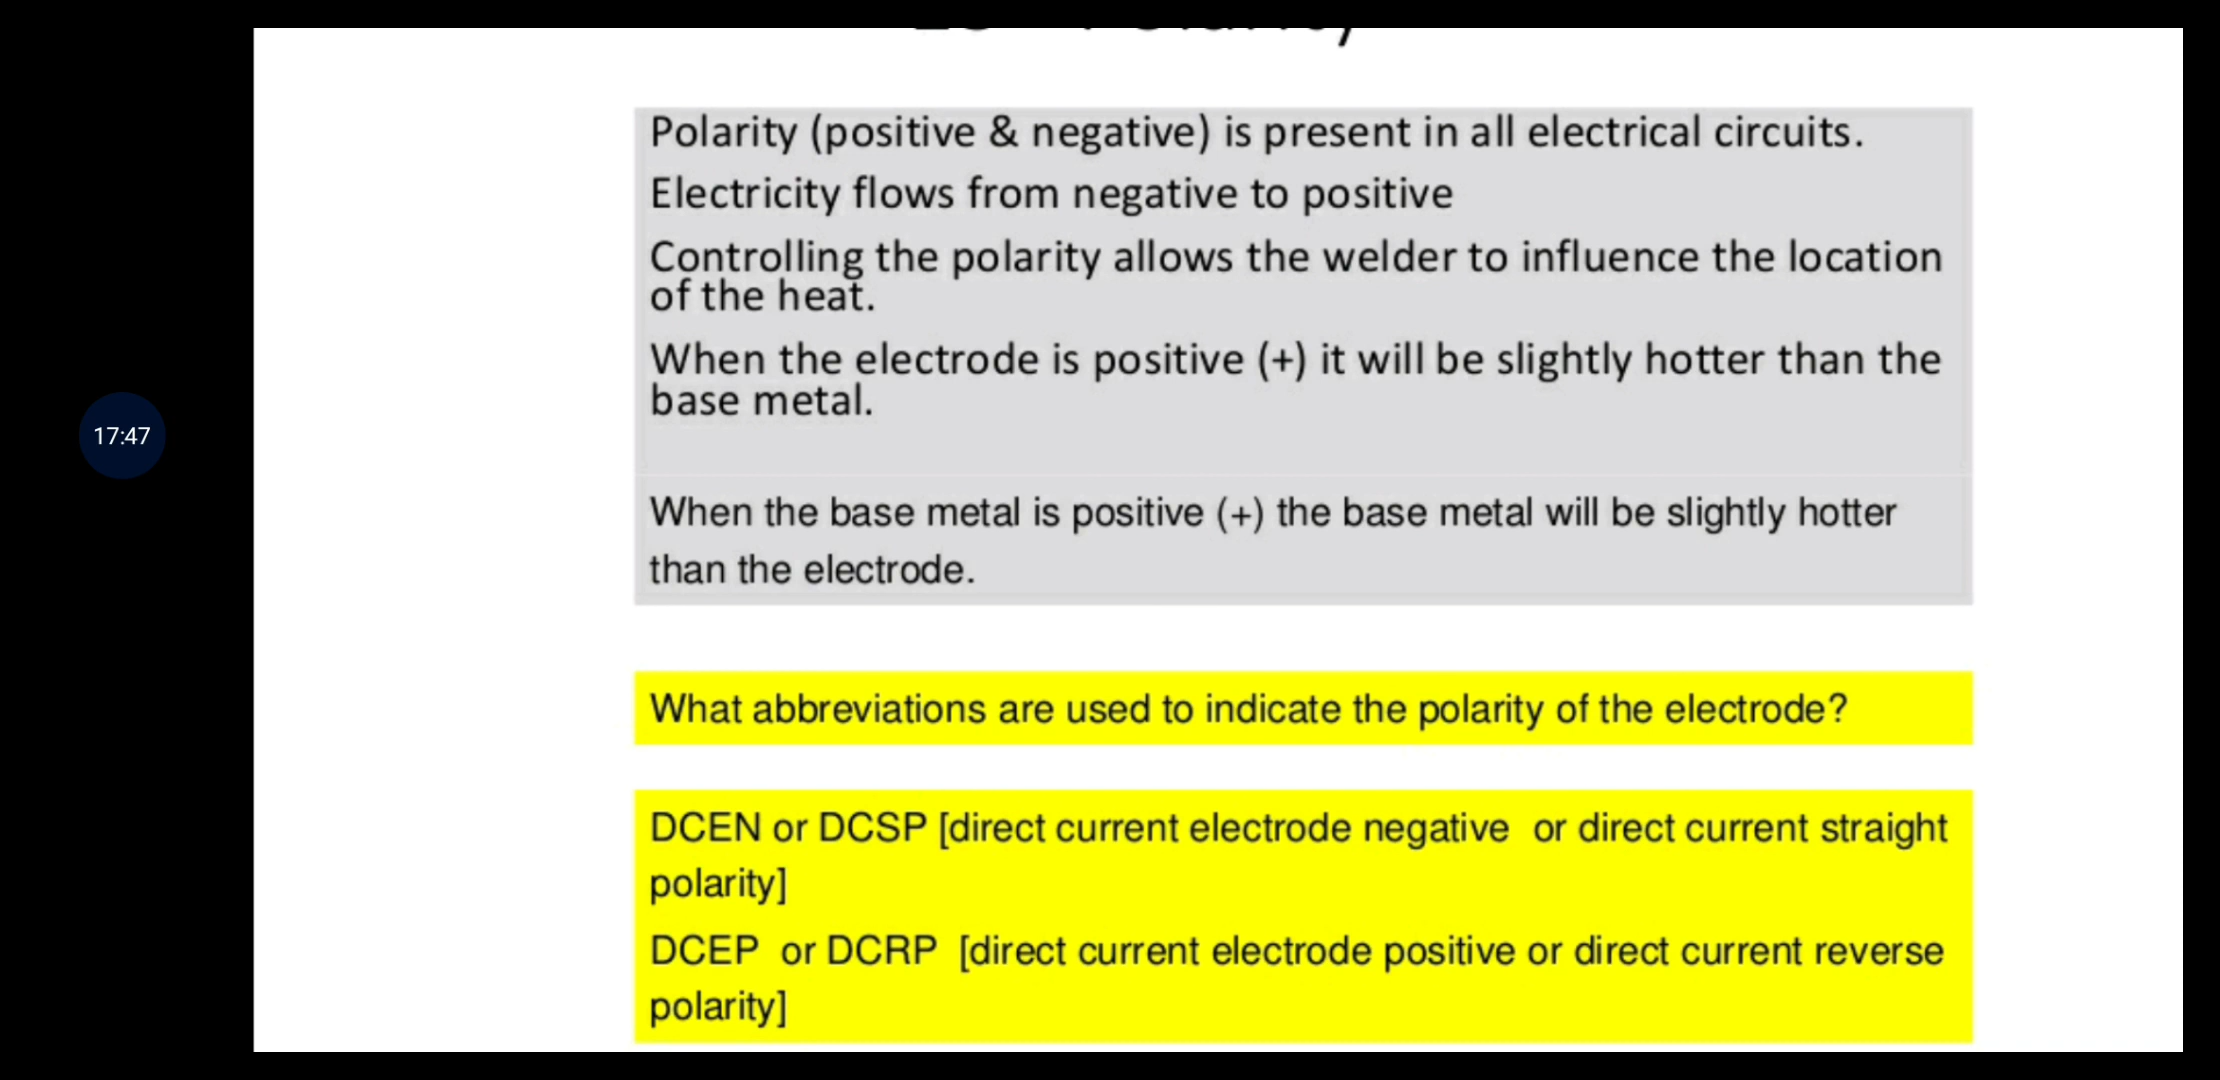 Polarity (positive & negative) is present in all electrical circuits.
Electricity flows from negative to positive
Controlling the polarity allows the welder to influence the location
of the heat.
When the electrode is positive (+) it will be slightly hotter than the
base metal.
17:47
When the base metal is positive (+) the base metal will be slightly hotter
than the electrode.
What abbreviations are used to indicate the polarity of the electrode?
DCEN or DCSP [direct current electrode negative or direct current straight
polarity]
DCEP or DCRP [direct current electrode positive or direct current reverse
polarity]